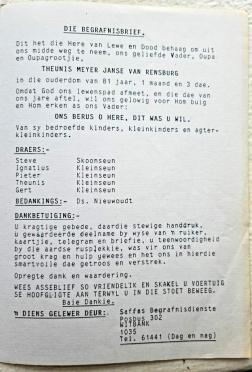 DIE BEGRAFNISBRIEF.
Dit het die Here van Lewe en Dood behaag om uit
ons midde weg te neem, ons geliefde Vader, Oupa
en Oupagrootjie,
THEUNIS MEYER JANSE VAN RENSBURG
in die ouderdom van 81 jaar, 1 maand en 3 dae.
Omdat God ons lewenspad afmeet, en die dae van
ons jare aftel, wil ons gelowig voor Hom buig
en Hom erken as ons Vader:
ONS BERUS O HERE, DIT WAS U WIL.
Van sy bedroefde kinders, kleinkinders en agter-
kleinkinders.
DRAERS:-
Steve Skoonseun
Ignatius Kleinseun
Pieter Kleinseun
Theunis Kleinseun
Gert Kleinseun
BEDANKINGS:- Ds. Nieuwoudt
DANKBETUIGING:-
U kragtige gebede, daardie stewige handdruk,
u gewaardeerde deelname by wyse van 'n ruiker,
kaartjie, telegram en briefie, u teenwoordigheid
by die aardse rusplekke, was vir ons van
groot krag en hulp gewees en het ons in hierdie
smartvolle dae getroos en verstrek.
Opregte dank en waardering.
WEES ASSEBLIEF SO VRIENDELIK EN SKAKEL U VOERTUIG
SE HOOFGLIGTE AAN TERWYL U IN DIE STOET BEWEEG.
Baie Dankie.
'n DIENS GELEWER DEUR:. Saffas Begrafnisdienste
Posbus 302
WITBANK
1035
Tel. 61441 (Dag en nag)